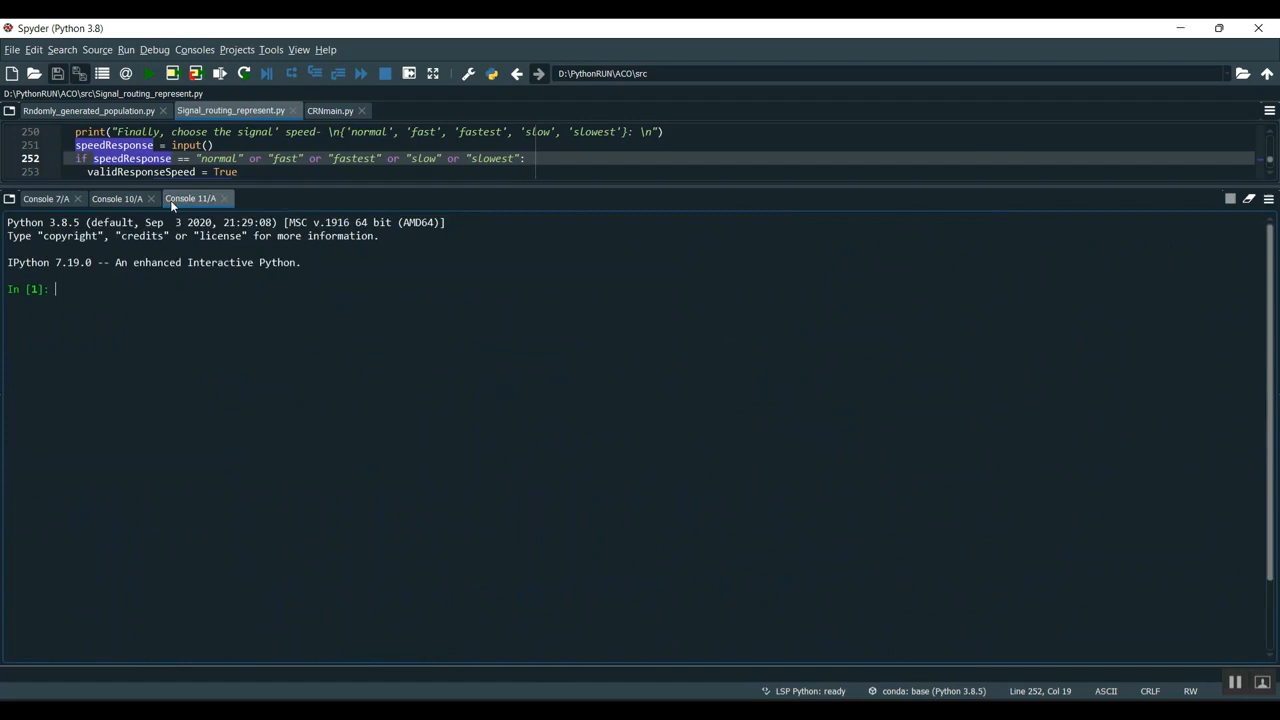 Spyder (Python 3.8)
File Edit Search Source Run Debug Consoles Projects Tools View Help
D:\PythonRUN\ACO\src
D:\PythonRUN\ACO\src\Signal_routing_represent.py
Rndomly_generated_population.py Signal_routing_represent.py CRNmain.py
250 print("Finally, choose the signal' speed- \n{'normal', 'fast', 'fastest', 'slow', 'slowest'}: \n")
251 speedResponse = input()
252 if speedResponse == "normal" or "fast" or "fastest" or "slow" or "slowest":
253 validResponseSpeed = True
Console 7/A Console 10/A Console 11/A
Python 3.8.5 (default, Sep  3 2020, 21:29:08) [MSC v.1916 64 bit (AMD64)]
Type "copyright", "credits" or "license" for more information.
IPython 7.19.0 -- An enhanced Interactive Python.
In [1]:
LSP Python: ready conda: base (Python 3.8.5) Line 252, Col 19 ASCII CRLF RW